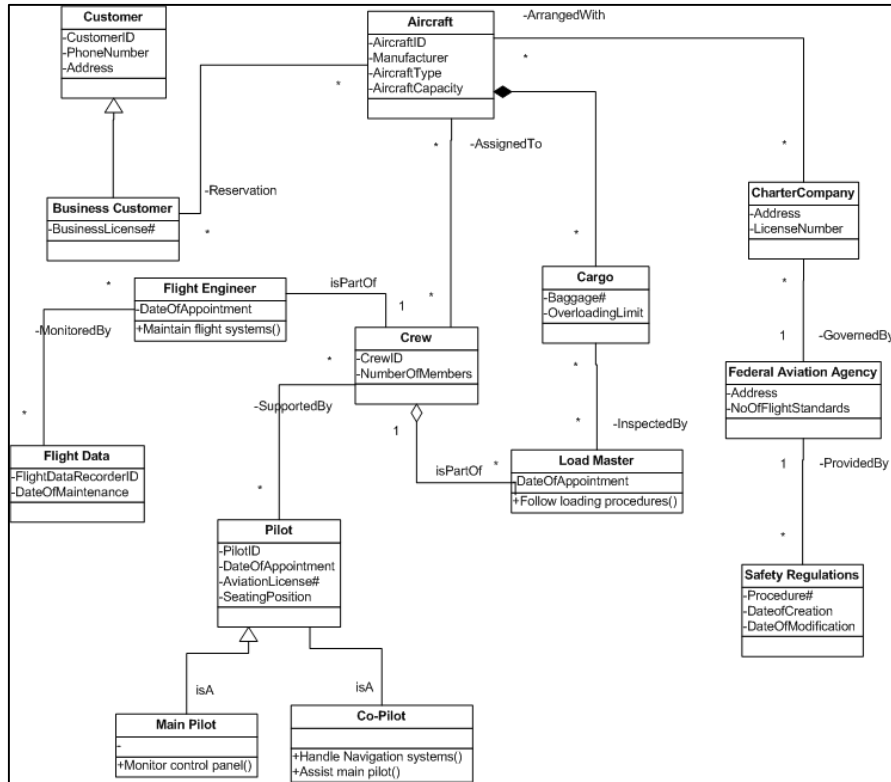 Customer
-CustomerID
-PhoneNumber
-Address
Aircraft
-AircraftID
-Manufacturer
-AircraftType
-AircraftCapacity
-ArrangedWith
*
*
*
*
-AssignedTo
-Reservation
*
Business Customer
-BusinessLicense#
CharterCompany
-Address
-LicenseNumber
*
Flight Engineer
-DateOfAppointment
+Maintain flight systems()
*
isPartOf
1
*
*
Cargo
-Baggage#
-OverloadingLimit
*
-MonitoredBy
*
Crew
-CrewID
-NumberOfMembers
*
1
-GovernedBy
Federal Aviation Agency
-Address
-NoOfFlightStandards
-SupportedBy
1
*
-InspectedBy
Flight Data
-FlightDataRecorderID
-DateOfMaintenance
isPartOf
*
Load Master
-DateOfAppointment
+Follow loading procedures()
1
-ProvidedBy
*
*
Pilot
-PilotID
-DateOfAppointment
-AviationLicense#
-SeatingPosition
Safety Regulations
-Procedure#
-DateofCreation
-DateOfModification
isA
isA
Main Pilot
-
+Monitor control panel()
Co-Pilot
+Handle Navigation systems()
+Assist main pilot()